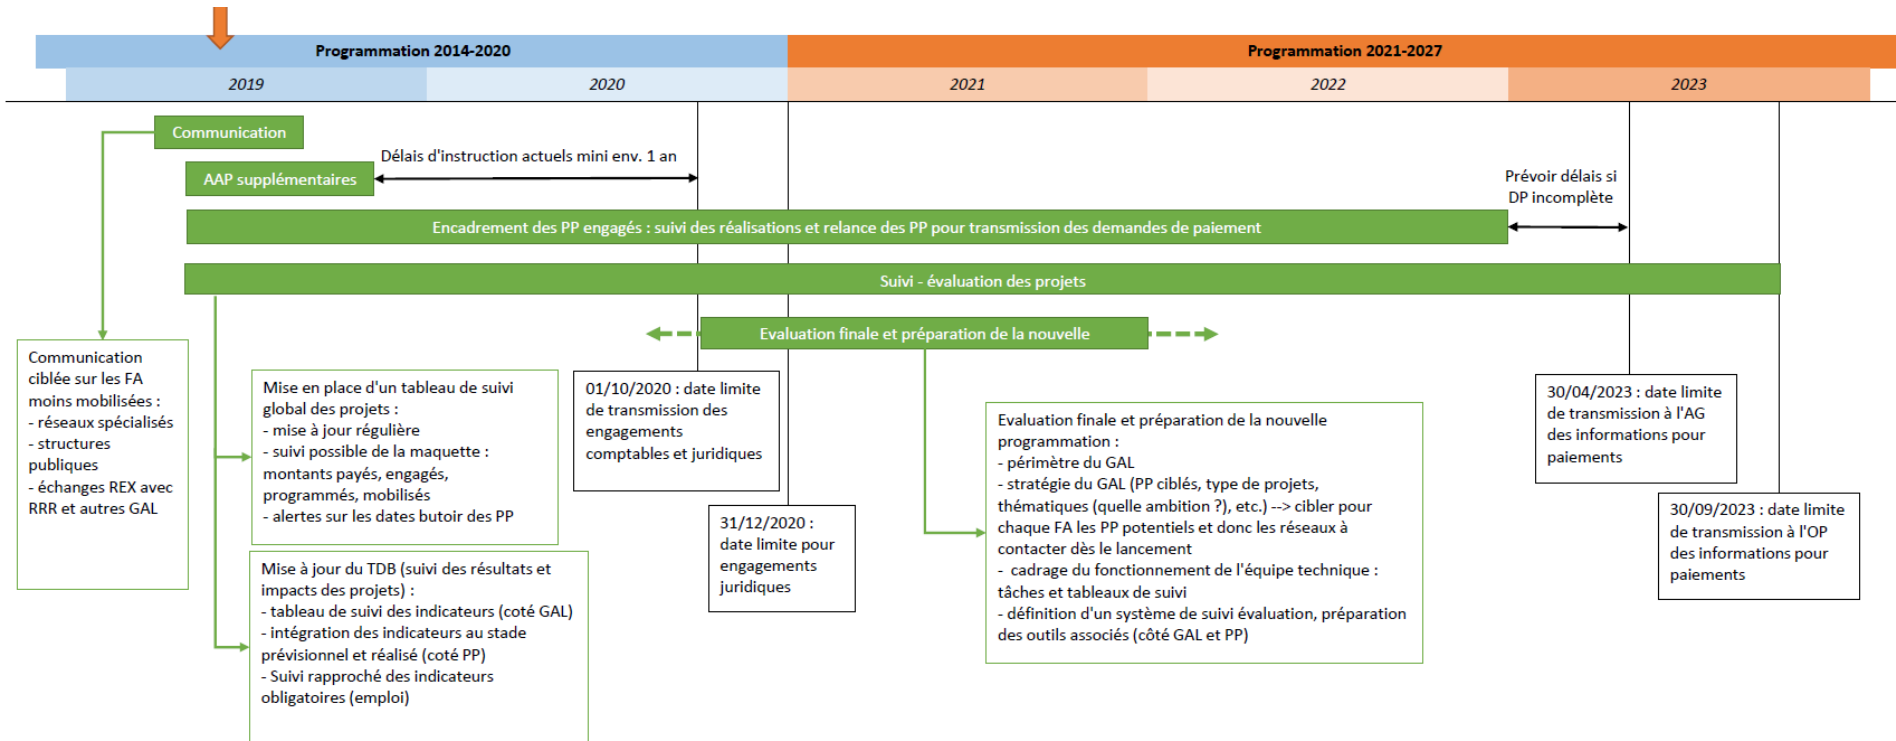 Programmation 2014-2020
Programmation 2021-2027
2019
2020
2021
2022
2023
Communication
Délais d'instruction actuels mini env. 1 an
AAP supplémentaires
Prévoir délais si
DP incomplète
Encadrement des PP engagés : suivi des réalisations et relance des PP pour transmission des demandes de paiement
Suivi - évaluation des projets
Evaluation finale et préparation de la nouvelle
Communication
ciblée sur les FA
moins mobilisées :
- réseaux spécialisés
- structures
publiques
- échanges REX avec
RRR et autres GAL
Mise en place d'un tableau de suivi
global des projets :
- mise à jour régulière
- suivi possible de la maquette :
montants payés, engagés,
programmés, mobilisés
- alertes sur les dates butoir des PP
Mise à jour du TDB (suivi des résultats et
impacts des projets) :
- tableau de suivi des indicateurs (coté GAL)
- intégration des indicateurs au stade
prévisionnel et réalisé (coté PP)
- Suivi rapproché des indicateurs
obligatoires (emploi)
01/10/2020 : date limite
de transmission des
engagements
comptables et juridiques
31/12/2020 :
date limite pour
engagements
juridiques
Evaluation finale et préparation de la nouvelle
programmation :
- périmètre du GAL
- stratégie du GAL (PP ciblés, type de projets,
thématiques (quelle ambition ?), etc.) --> cibler pour
chaque FA les PP potentiels et donc les réseaux à
contacter dès le lancement
- cadrage du fonctionnement de l'équipe technique :
tâches et tableaux de suivi
- définition d'un système de suivi évaluation, préparation
des outils associés (côté GAL et PP)
30/04/2023 : date limite
de transmission à l'AG
des informations pour
paiements
30/09/2023 : date limite
de transmission à l'OP
des informations pour
paiements